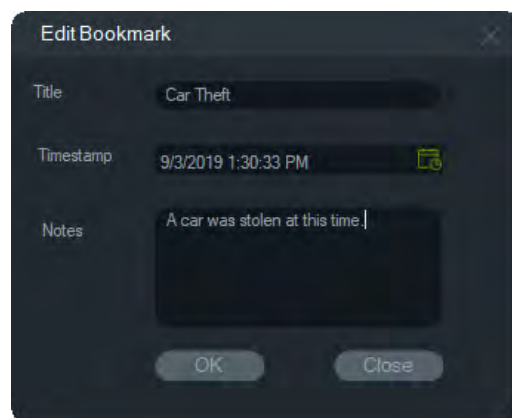 Edit Bookmark
Title
Car Theft
Timestamp
9/3/2019 1:30:33 PM
Notes
A car was stolen at this time.
OK
Close